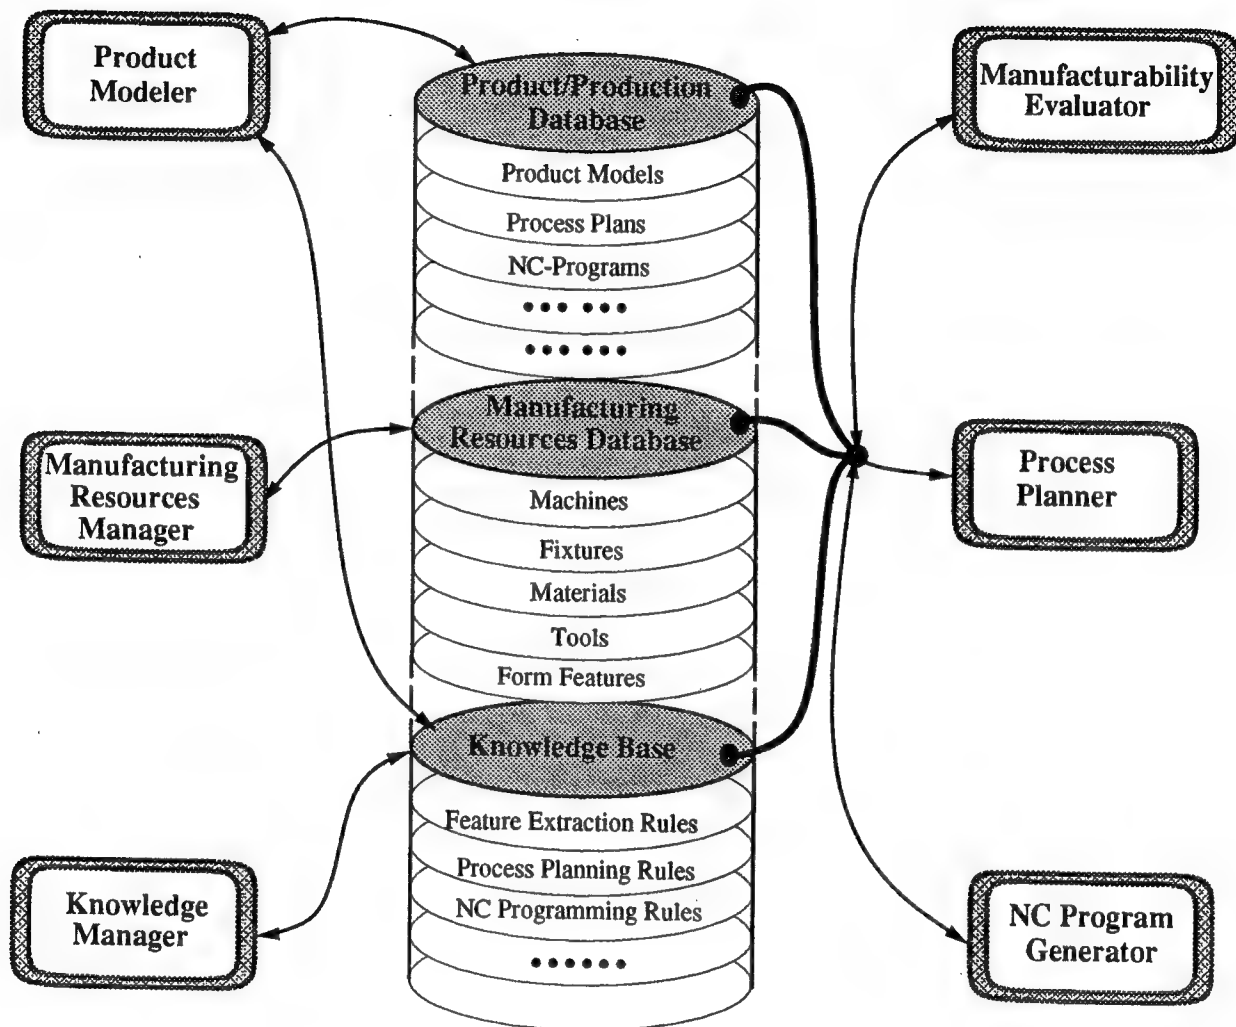 Product
Modeler
Product/Production
Database
Product Models
Process Plans
NC-Programs
•••  •••
•••  •••
Manufacturing
Resources Database
Machines
Fixtures
Materials
Tools
Form Features
Knowledge Base
Feature Extraction Rules
Process Planning Rules
NC Programming Rules
••••••
Manufacturing
Resources
Manager
Knowledge
Manager
Manufacturability
Evaluator
Process
Planner
NC Program
Generator